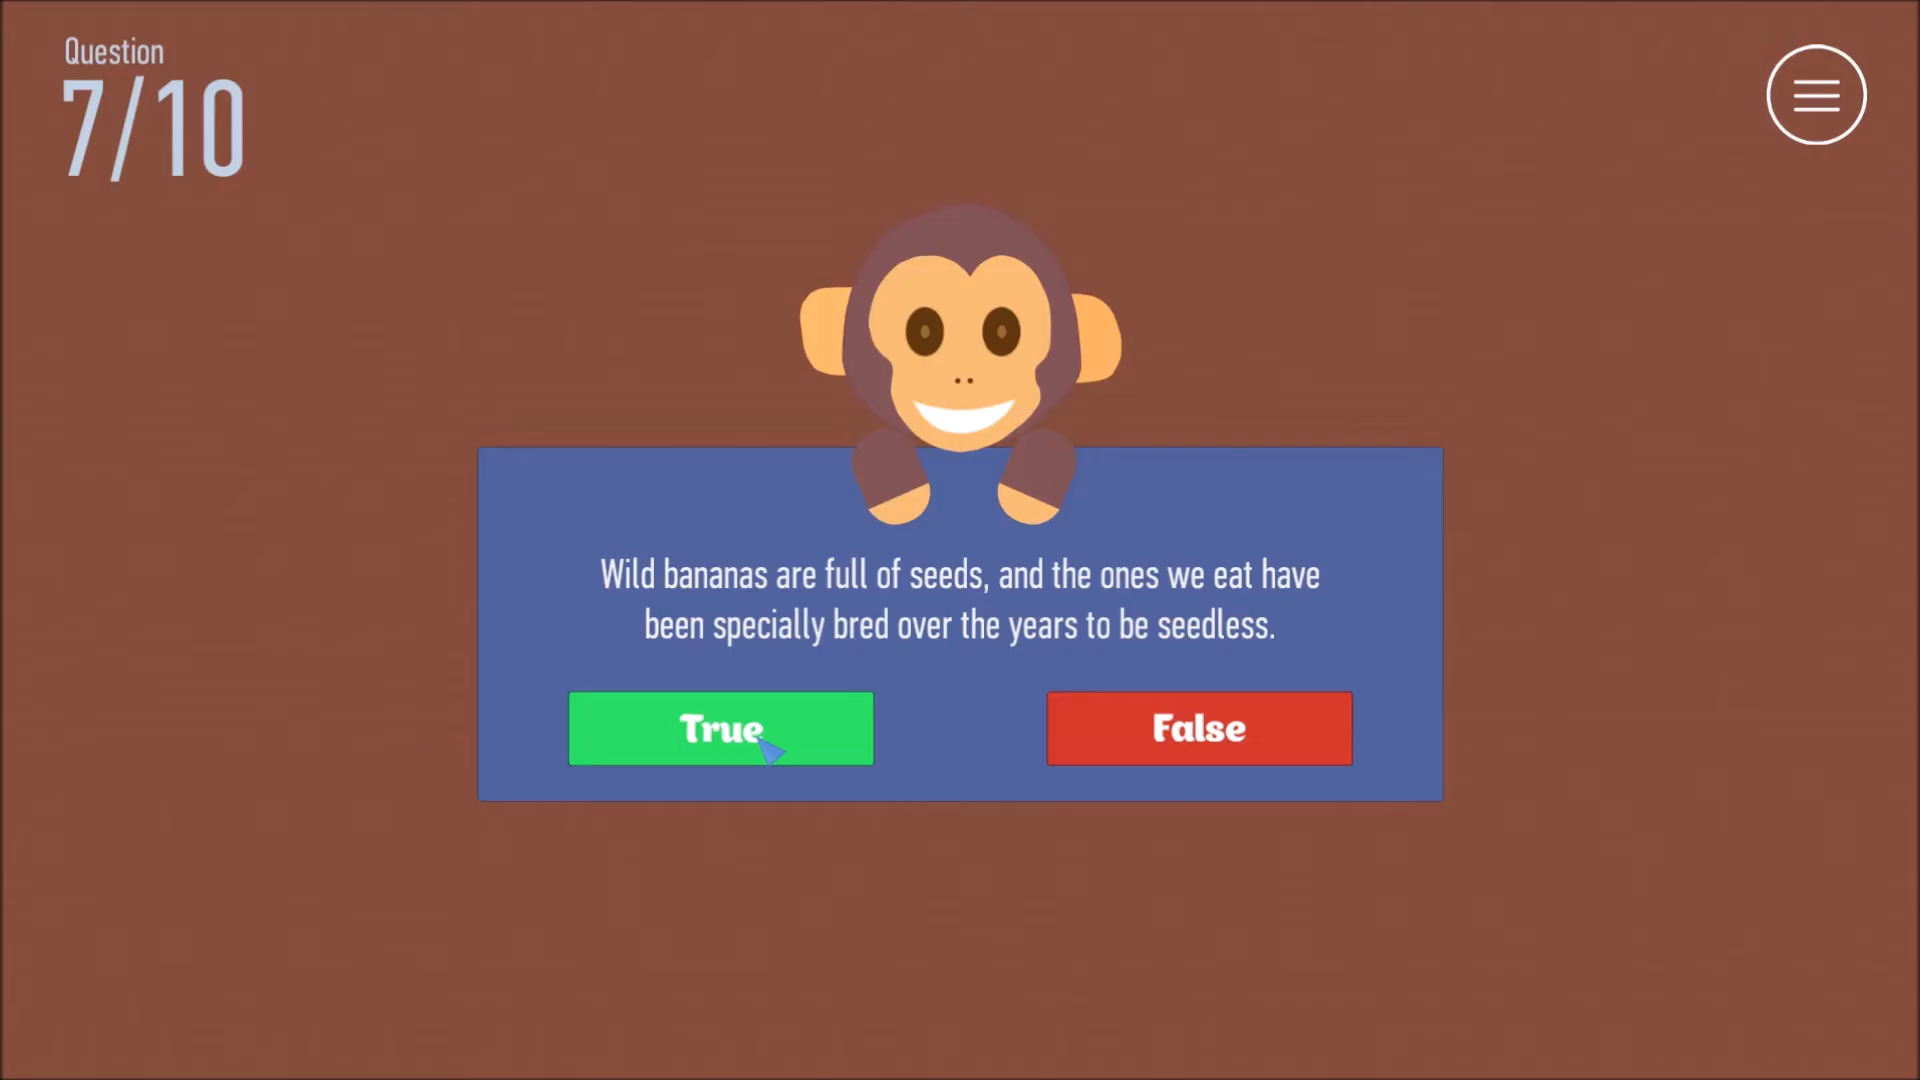 Question
7/10
Wild bananas are full of seeds, and the ones we eat have
been specially bred over the years to be seedless.
True
False